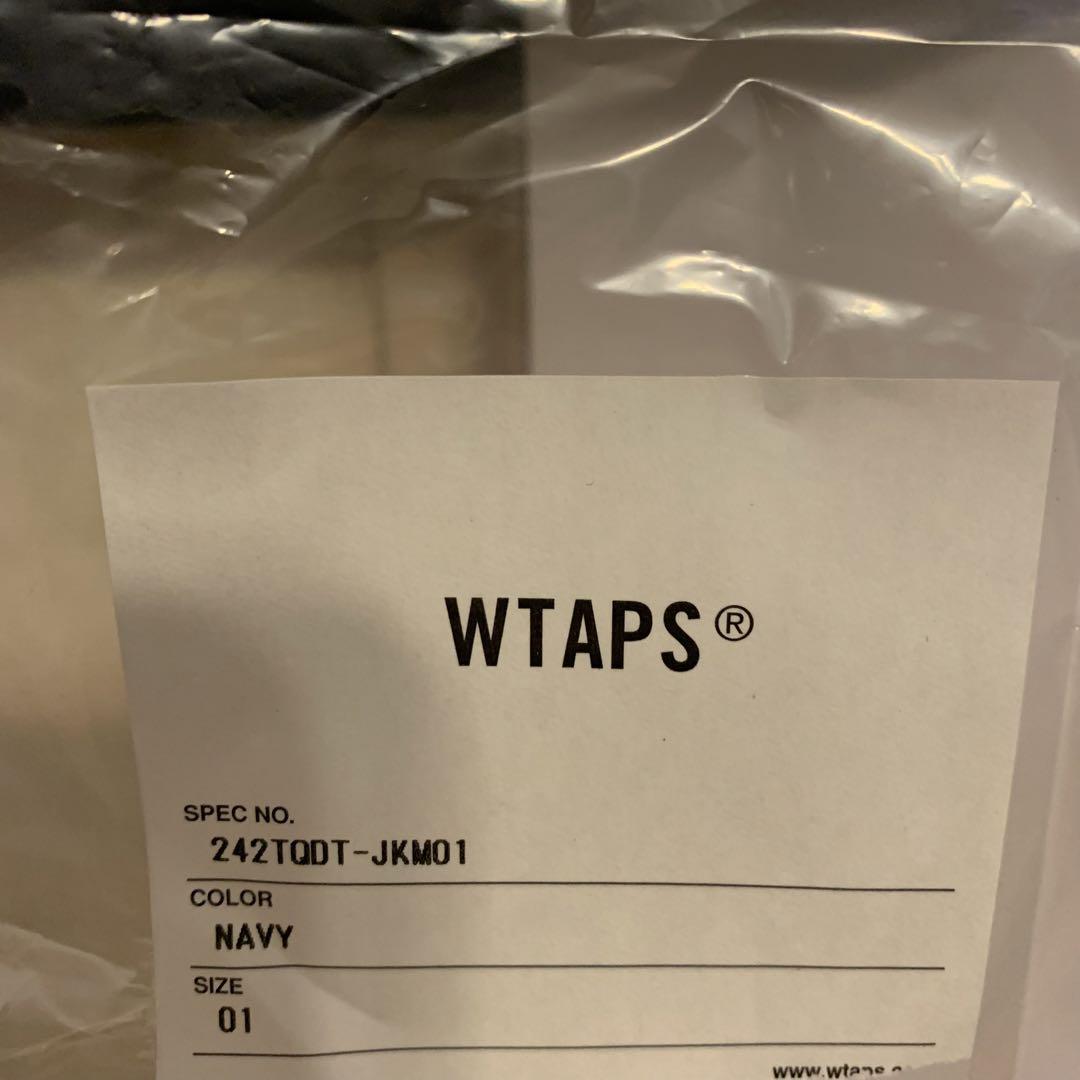 WTAPS®
SPEC NO.
242TQDT-JKM01
COLOR
NAVY
SIZE
01